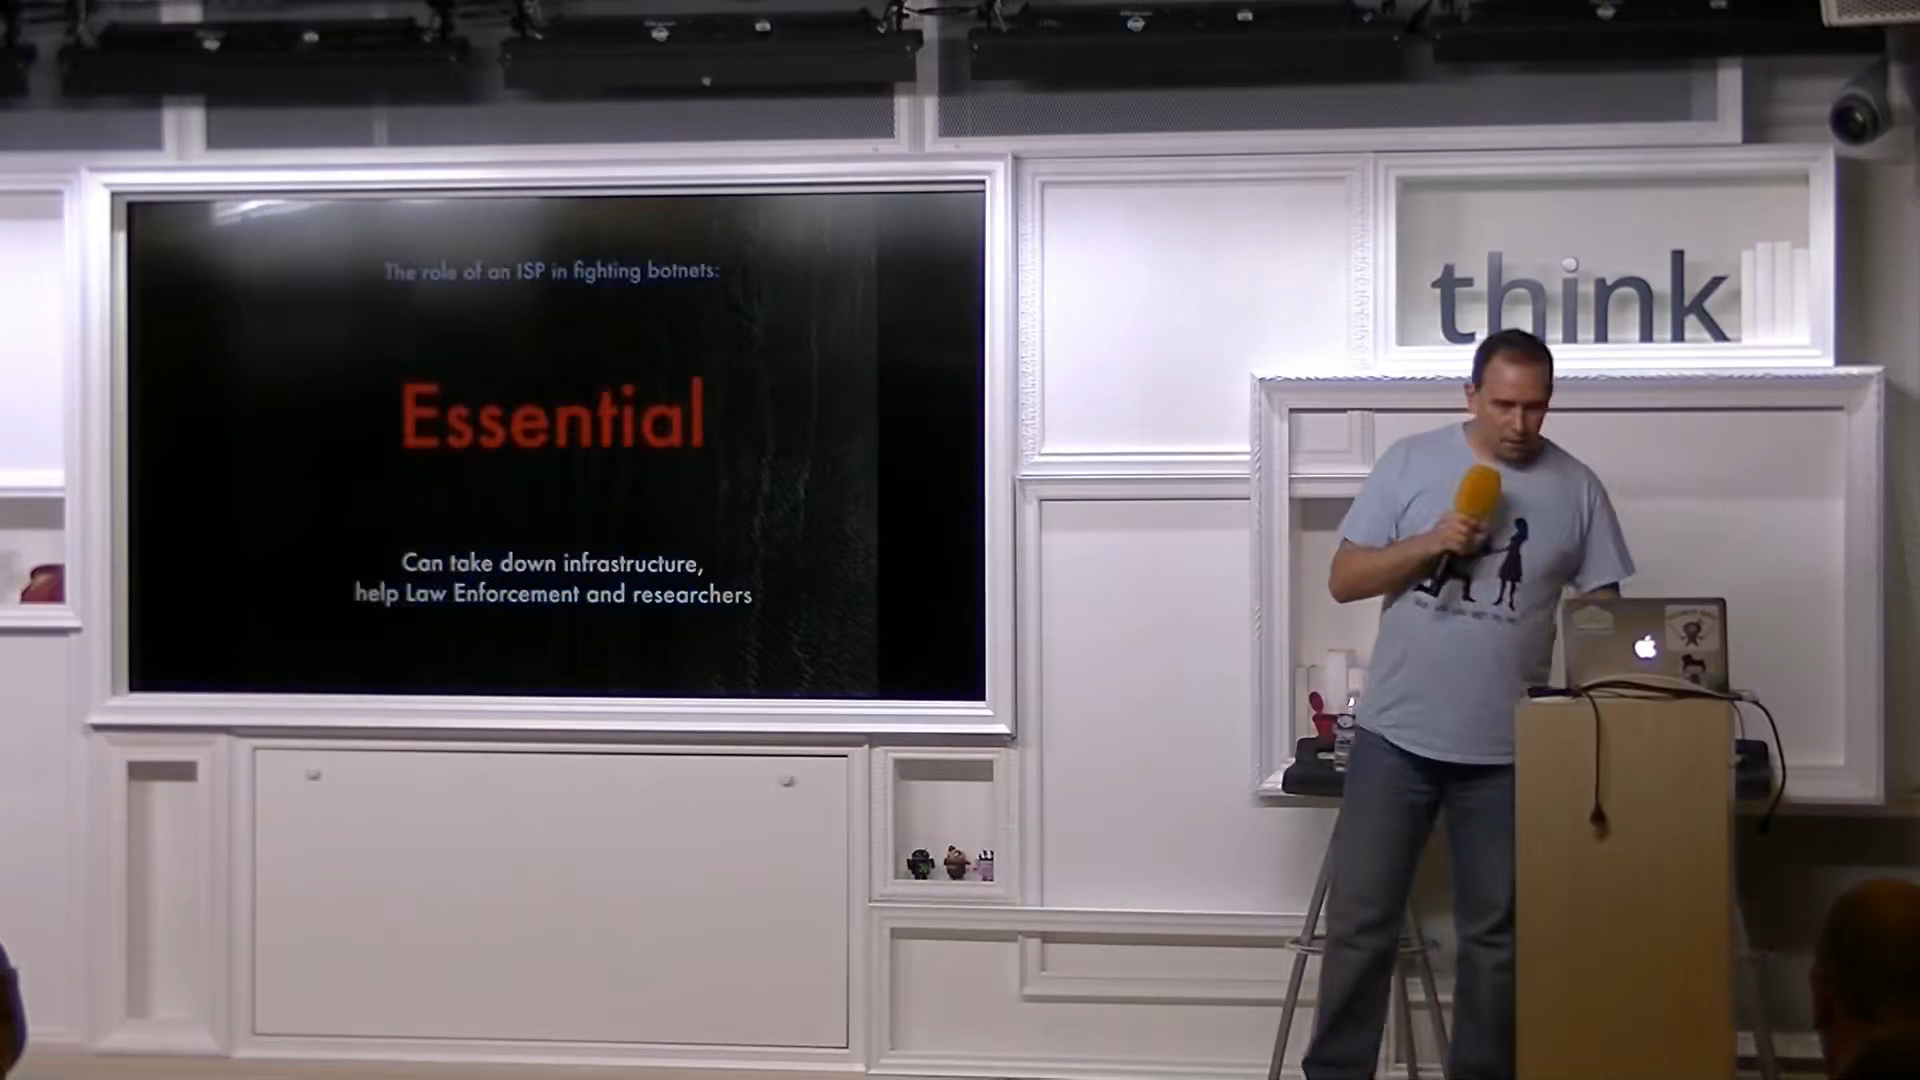 The role of an ISP in fighting botnets:
Essential
Can take down infrastructure,
help Law Enforcement and researchers
think